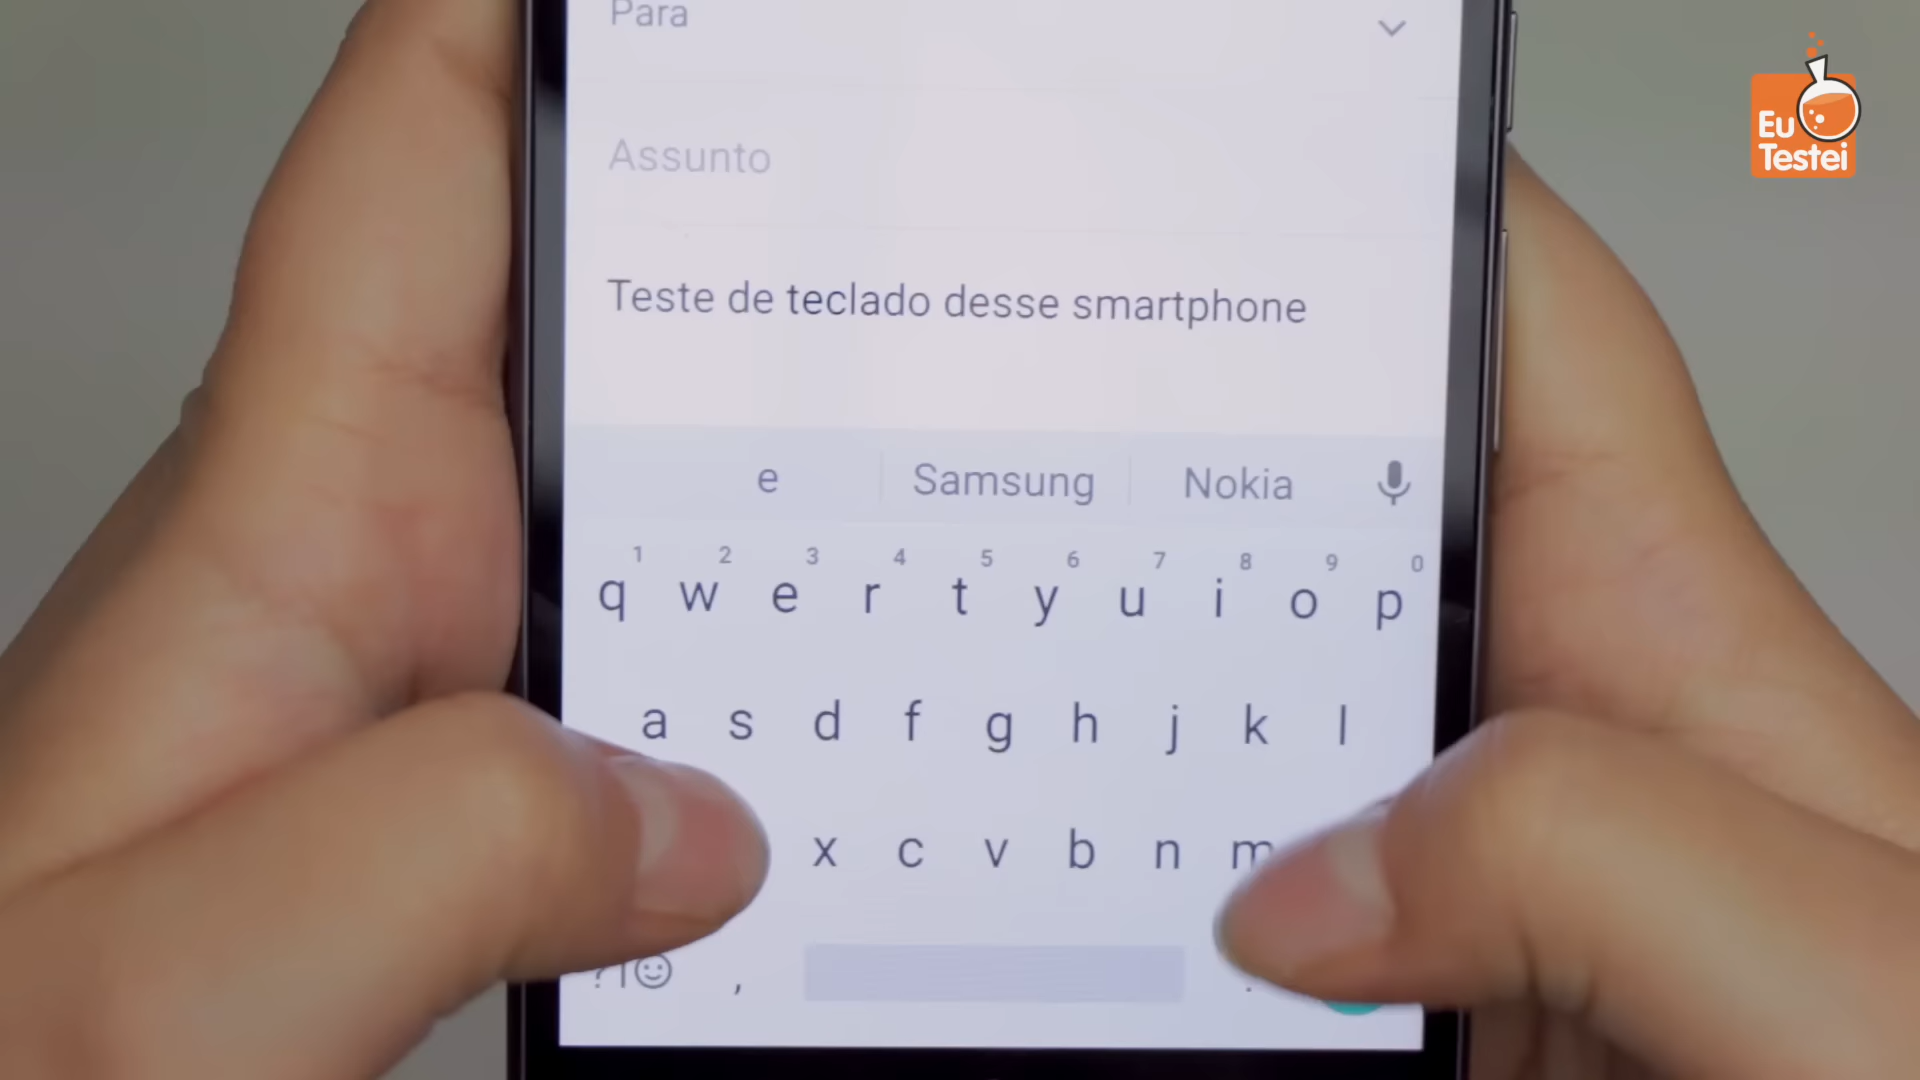 Para
Assunto
Teste de teclado desse smartphone
e Samsung Nokia
1 2 3 4 5 6 7 8 9 0
q w e r t y u i o p
a s d f g h j k l
x c v b n m
,
.
Eu
Testei